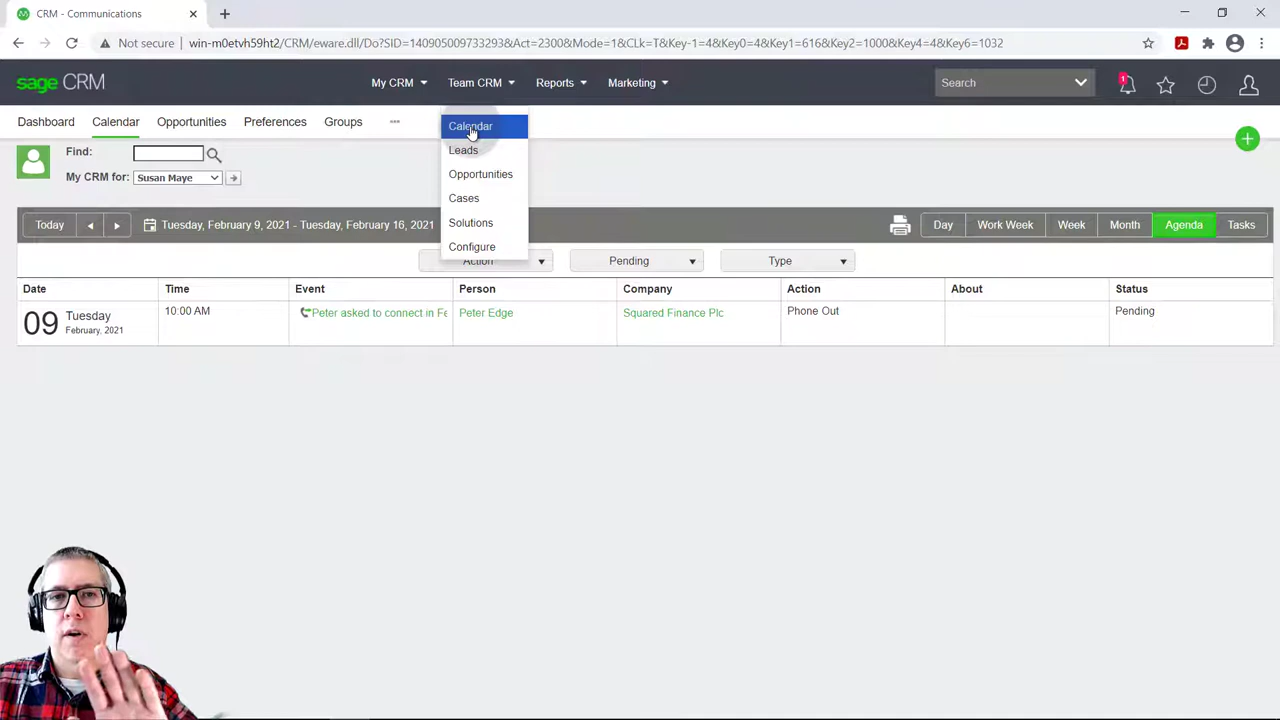 CRM - Communications
Not secure
win-m0etvh59ht2/CRM/eware.dll/Do?SID=140905009733293&Act=2300&Mode=1&CLk=T&Key-1=4&Key0=4&Key1=616&Key2=1000&Key4=4&Key6=1032
sage CRM
My CRM
Team CRM
Reports
Marketing
Search
1
Dashboard
Calendar
Opportunities
Preferences
Groups
Calendar
Leads
Opportunities
Cases
Solutions
Configure
Find:
My CRM for:
Susan Maye
Today
Tuesday, February 9, 2021 - Tuesday, February 16, 2021
Day
Work Week
Week
Month
Agenda
Tasks
Action
Pending
Type
Date
Time
Event
Person
Company
Action
About
Status
09
Tuesday
February, 2021
10:00 AM
Peter asked to connect in Fe
Peter Edge
Squared Finance Plc
Phone Out
Pending